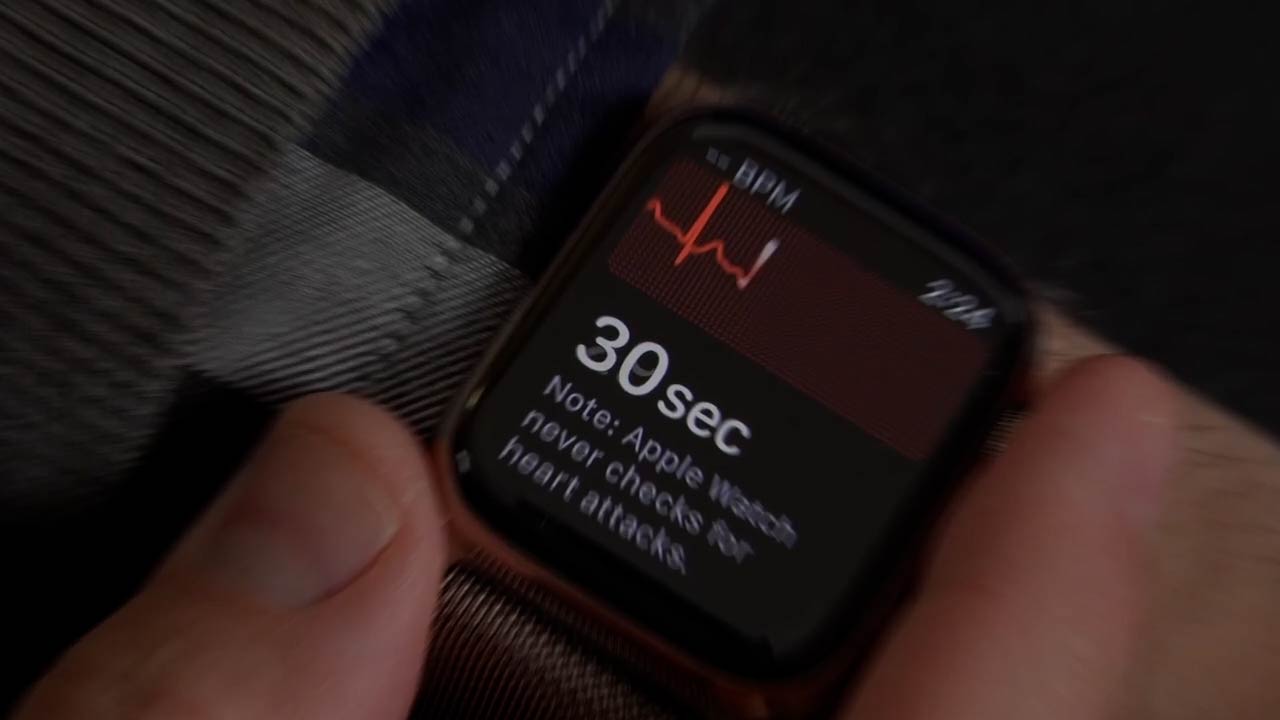 -- BPM
30 sec
Note: Apple Watch
never checks for
heart attacks.